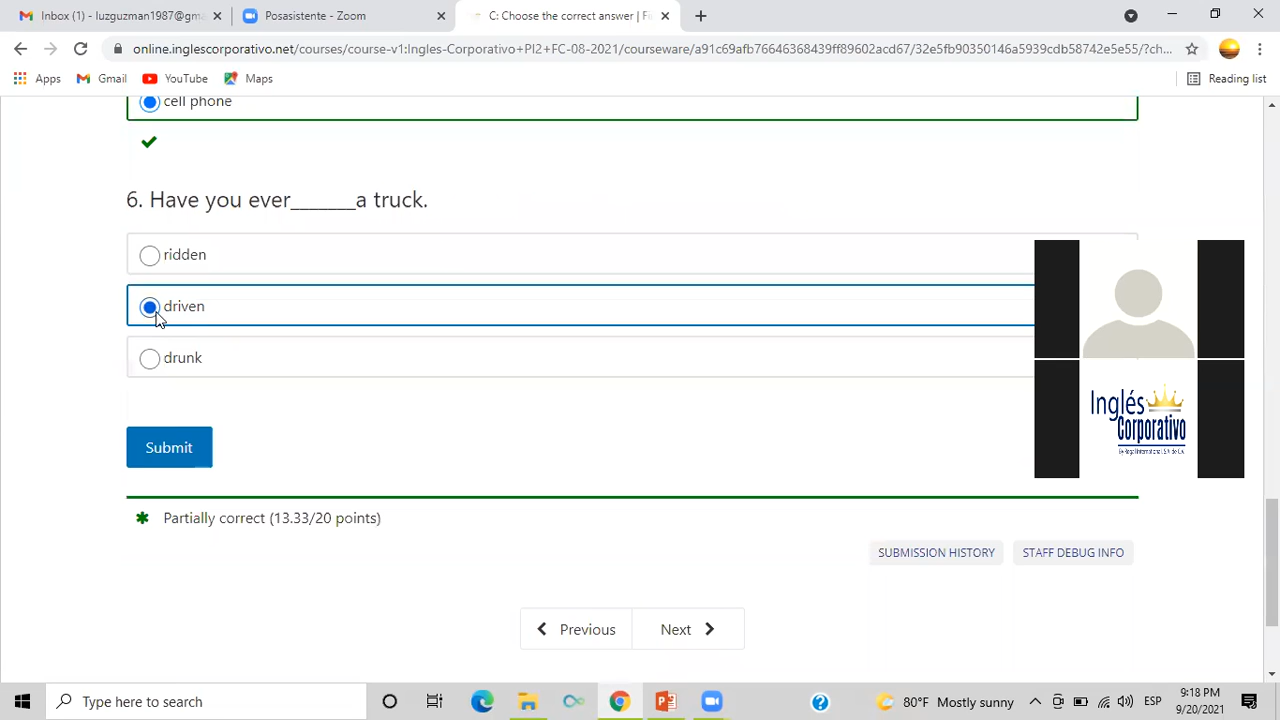 Inbox (1) - luzguzman1987@gm
Posasistente - Zoom
C: Choose the correct answer | Fi
online.inglescorporativo.net/courses/course-v1:Ingles-Corporativo+PI2+FC-08-2021/courseware/a91c69afb76646368439ff89602acd67/32e5fb90350146a5939cdb58742e5e55/?ch...
Apps
Gmail
YouTube
Maps
Reading list
cell phone
6. Have you ever_______a truck.
ridden
driven
drunk
Inglés
Corporativo
Submit
Partially correct (13.33/20 points)
SUBMISSION HISTORY
STAFF DEBUG INFO
Previous
Next
Type here to search
80°F Mostly sunny
ESP
9:18 PM
9/20/2021